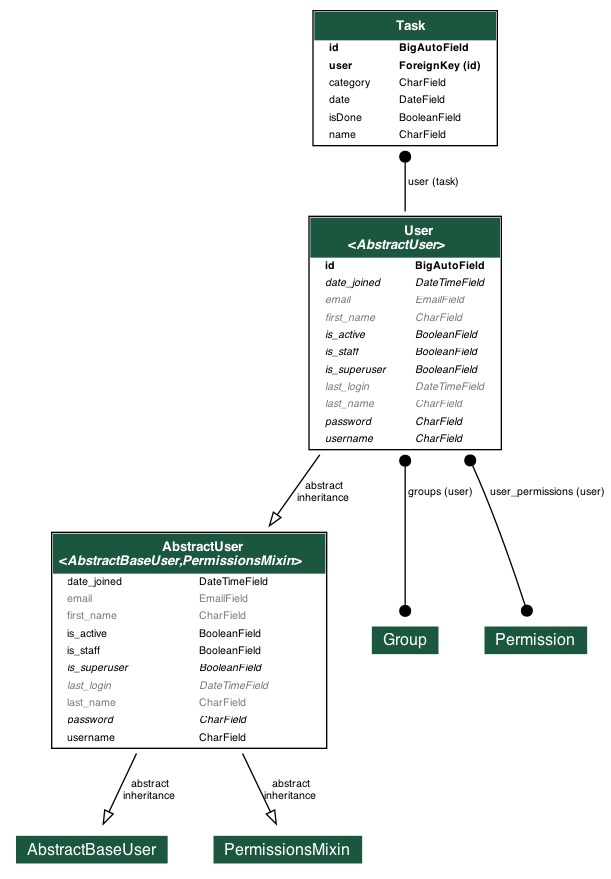 Task
id BigAutoField
user ForeignKey (id)
category CharField
date DateField
isDone BooleanField
name CharField
user (task)
User
<AbstractUser>
id BigAutoField
date_joined DateTimeField
email EmailField
first_name CharField
is_active BooleanField
is_staff BooleanField
is_superuser BooleanField
last_login DateTimeField
last_name CharField
password CharField
username CharField
abstract
inheritance
groups (user)
user_permissions (user)
AbstractUser
<AbstractBaseUser,PermissionsMixin>
date_joined DateTimeField
email EmailField
first_name CharField
is_active BooleanField
is_staff BooleanField
is_superuser BooleanField
last_login DateTimeField
last_name CharField
password CharField
username CharField
Group
Permission
abstract
inheritance
abstract
inheritance
AbstractBaseUser
PermissionsMixin